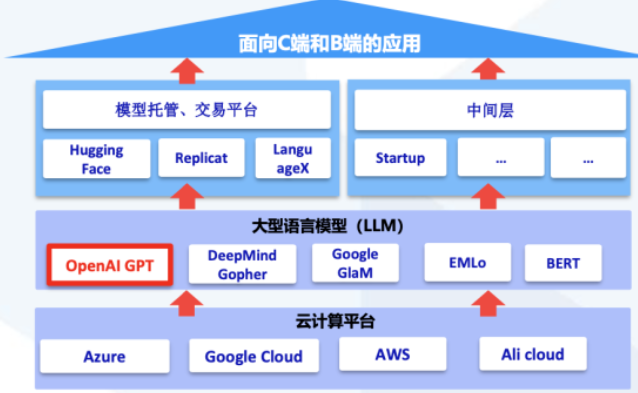 面向C端和B端的应用
模型托管、交易平台
中间层
Hugging
Face
Replicat
Langu
ageX
Startup
...
...
大型语言模型（LLM）
OpenAI GPT
DeepMind
Gopher
Google
GlaM
EMLo
BERT
云计算平台
Azure
Google Cloud
AWS
Ali cloud